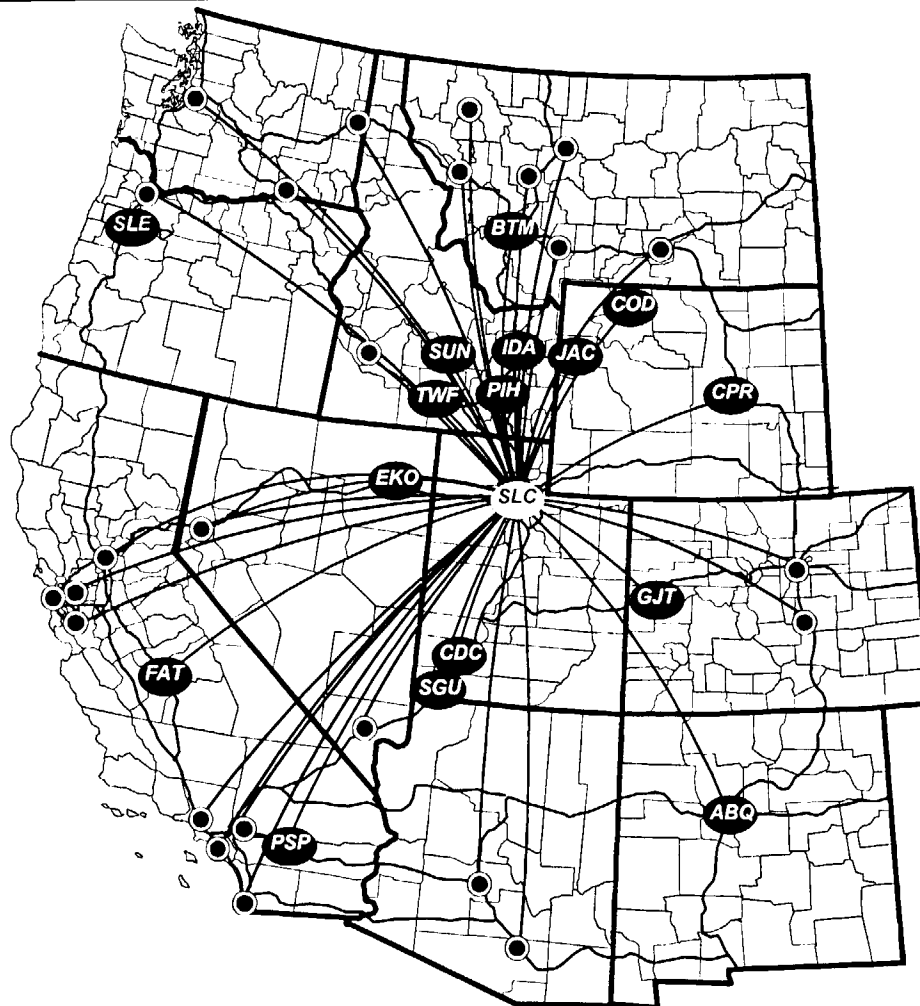 SLE
BTM
COD
SUN
IDA
JAC
TWF
PIH
CPR
EKO
SLC
GJT
CDC
FAT
SGU
ABQ
PSP